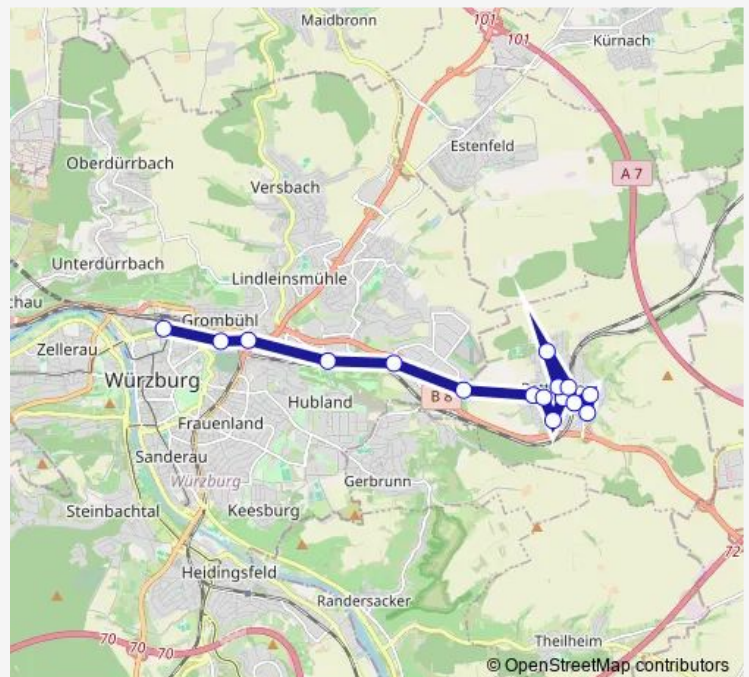 Maidbronn
101
101
Kürnach
Estenfeld
Oberdürrbach
A 7
Versbach
Unterdürrbach
Lindleinsmühle
chau
Grombühl
Zellerau
Würzburg
B 8
Hubland
Frauenland
Sanderau
Würzburg
Gerbrunn
Steinbachtal
Keesburg
72
Heidingsfeld
Randersacker
70
70
Theilheim
© OpenStreetMap contributors